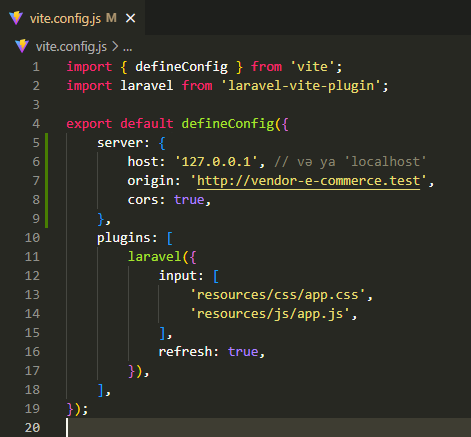 vite.config.js M ×
vite.config.js > ...
1 import { defineConfig } from 'vite';
2 import laravel from 'laravel-vite-plugin';
3
4 export default defineConfig({
5     server: {
6         host: '127.0.0.1', // və ya 'localhost'
7         origin: 'http://vendor-e-commerce.test',
8         cors: true,
9     },
10     plugins: [
11         laravel({
12             input: [
13                 'resources/css/app.css',
14                 'resources/js/app.js',
15             ],
16             refresh: true,
17         }),
18     ],
19 });
20